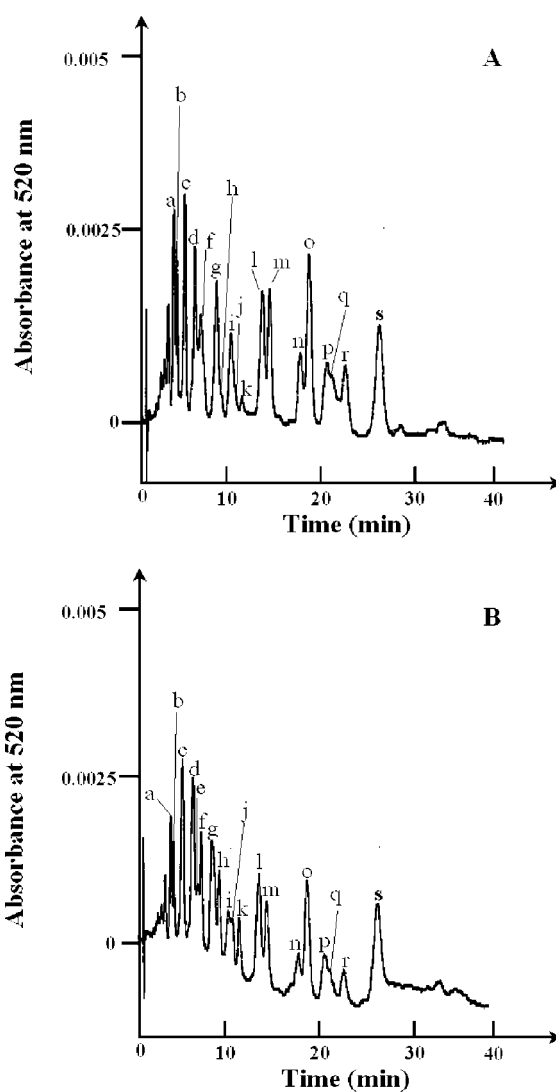 A
0.005
0.0025
0
Absorbance at 520 nm
a
b
c
d
f
g
h
i
j
k
l
m
n
o
p
q
r
s
0 10 20 30 40
Time (min)
B
0.005
0.0025
0
Absorbance at 520 nm
a
b
c
d
e
f
g
h
i
j
k
l
m
n
o
p
q
r
s
0 10 20 30 40
Time (min)